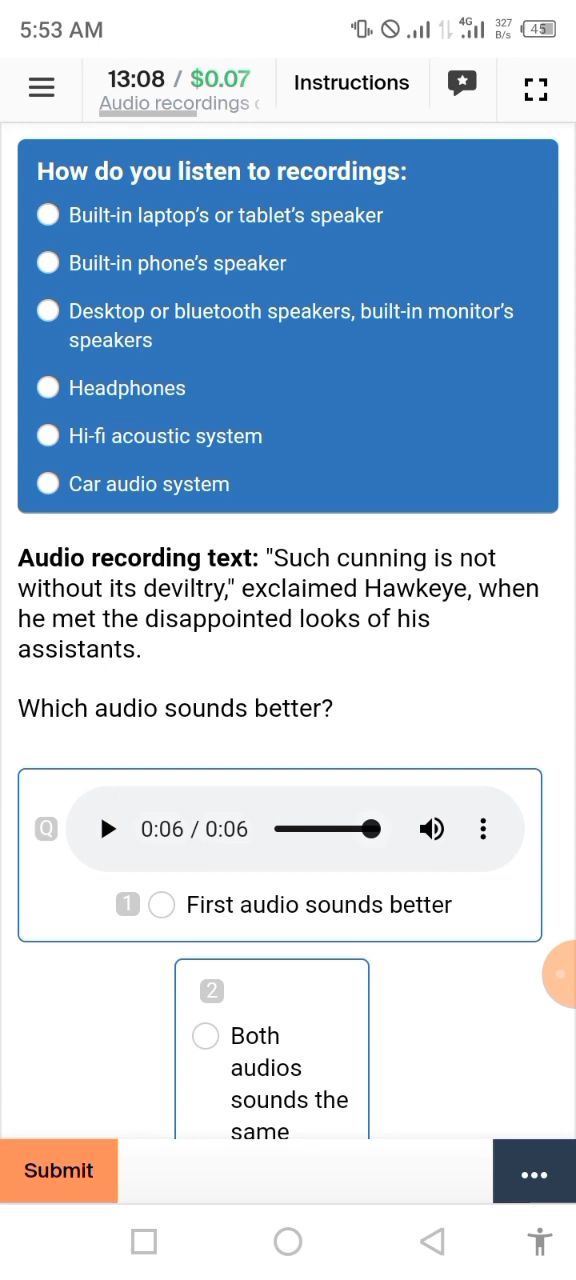 5:53 AM
4G
327
B/s
45
13:08 / $0.07
Audio recordings
Instructions
How do you listen to recordings:
Built-in laptop’s or tablet’s speaker
Built-in phone’s speaker
Desktop or bluetooth speakers, built-in monitor’s
speakers
Headphones
Hi-fi acoustic system
Car audio system
Audio recording text: "Such cunning is not
without its deviltry," exclaimed Hawkeye, when
he met the disappointed looks of his
assistants.
Which audio sounds better?
Q
0:06 / 0:06
1
First audio sounds better
2
Both
audios
sounds the
same
Submit